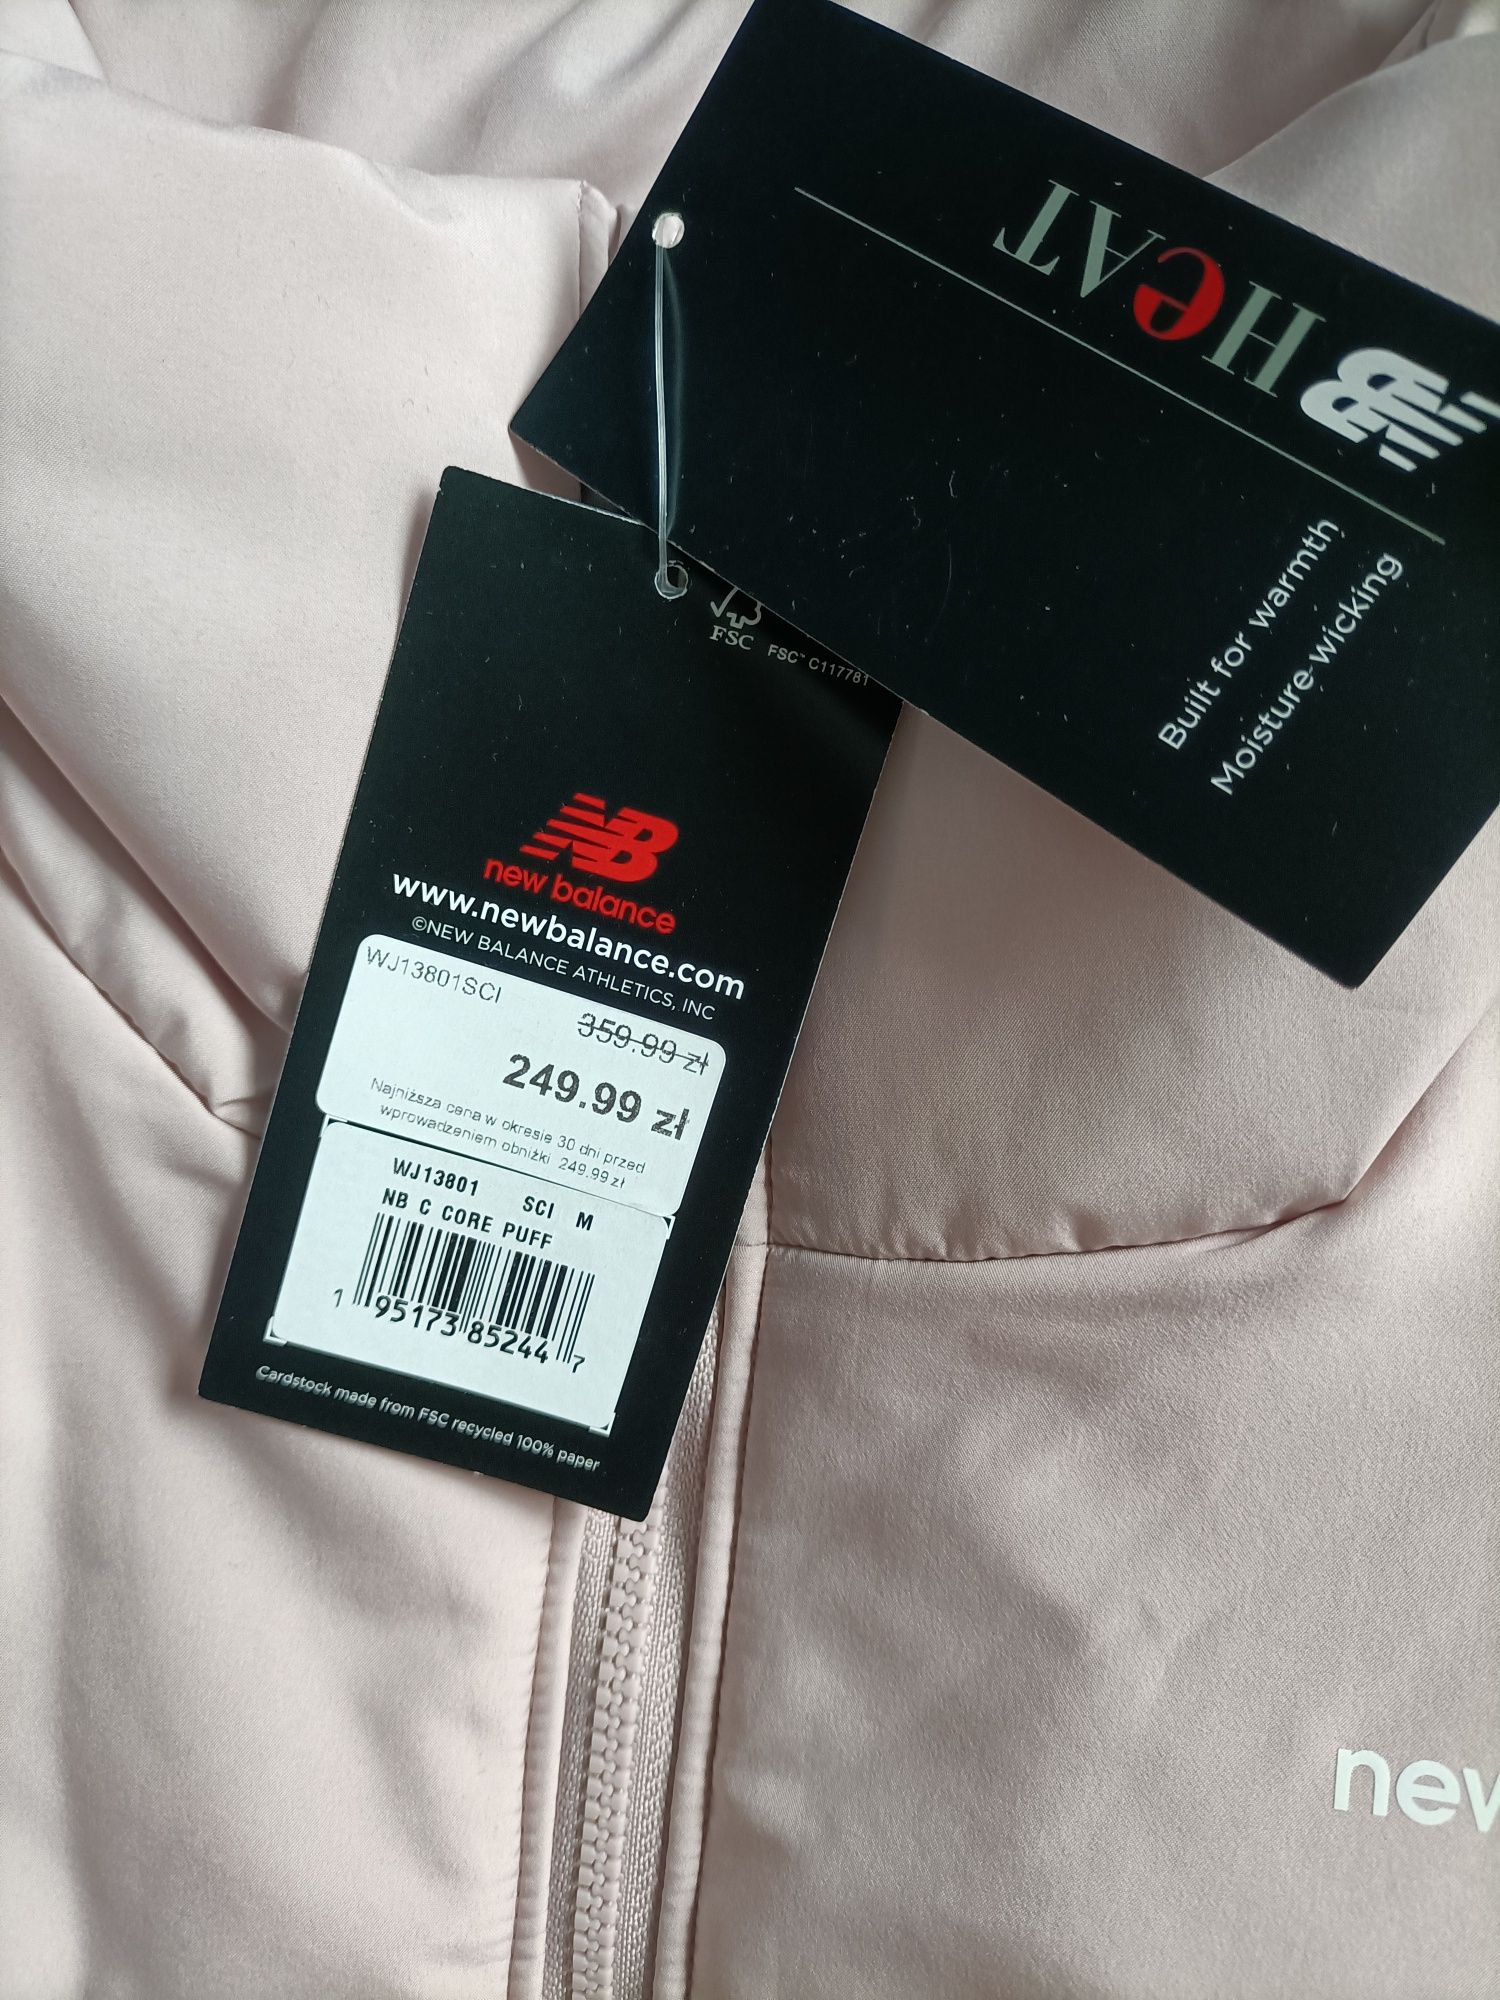 HeAT
Built for warmth
Moisture-wicking
FSC
FSC™ C117781
new balance
www.newbalance.com
©NEW BALANCE ATHLETICS, INC
WJ13801SCI
359.99 zł
249.99 zł
Najniższa cena w okresie 30 dni przed
wprowadzeniem obniżki 249.99 zł
WJ13801 SCI M
NB C CORE PUFF
1 95173 85244 7
Cardstock made from FSC recycled 100% paper
new